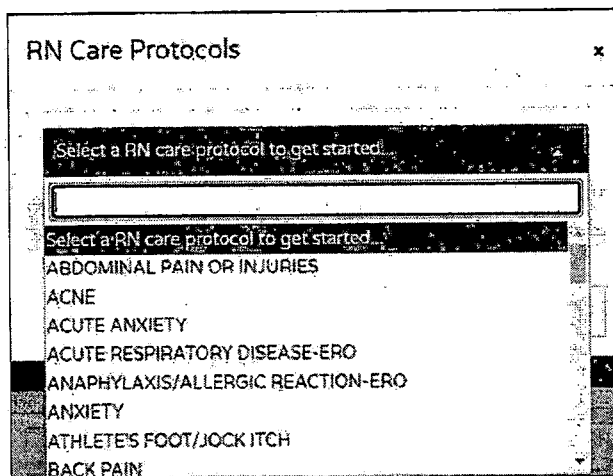 RN Care Protocols
x
Select a RN care protocol to get started...
Select a RN care protocol to get started...
ABDOMINAL PAIN OR INJURIES
ACNE
ACUTE ANXIETY
ACUTE RESPIRATORY DISEASE-ERO
ANAPHYLAXIS/ALLERGIC REACTION-ERO
ANXIETY
ATHLETE'S FOOT/JOCK ITCH
BACK PAIN